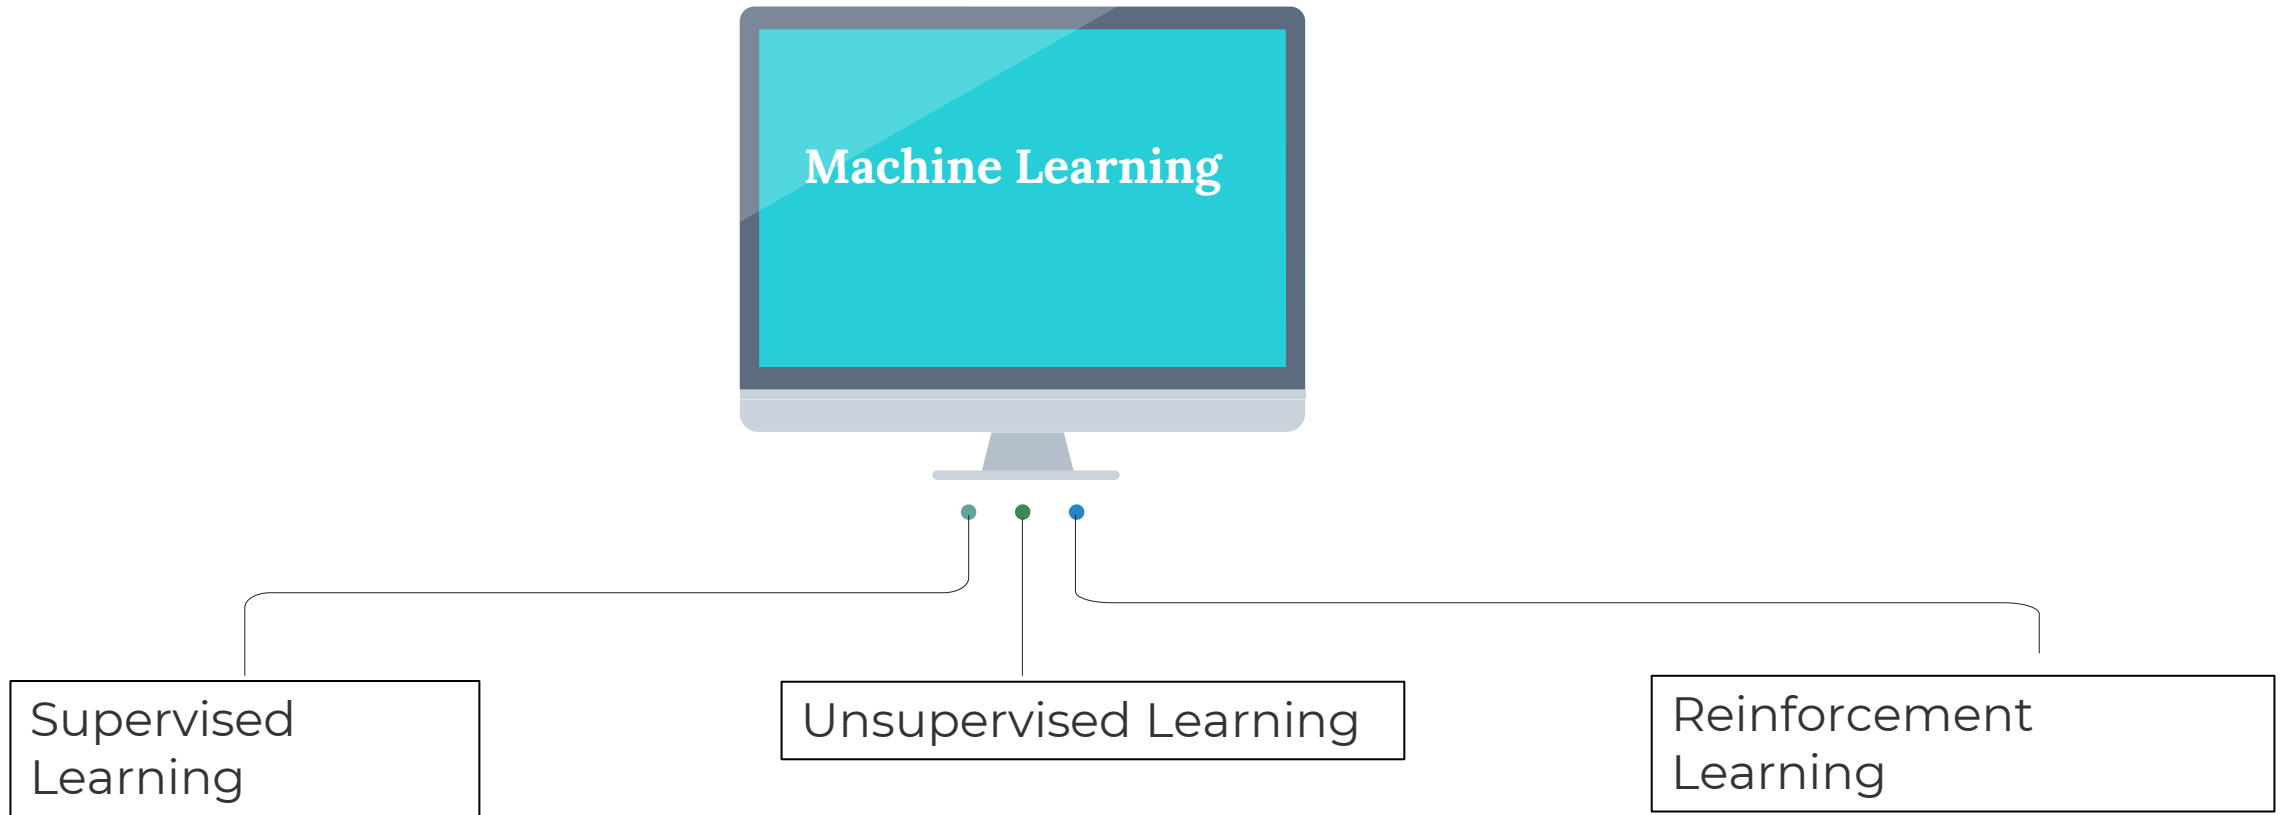 Machine Learning
Supervised
Learning
Unsupervised Learning
Reinforcement
Learning